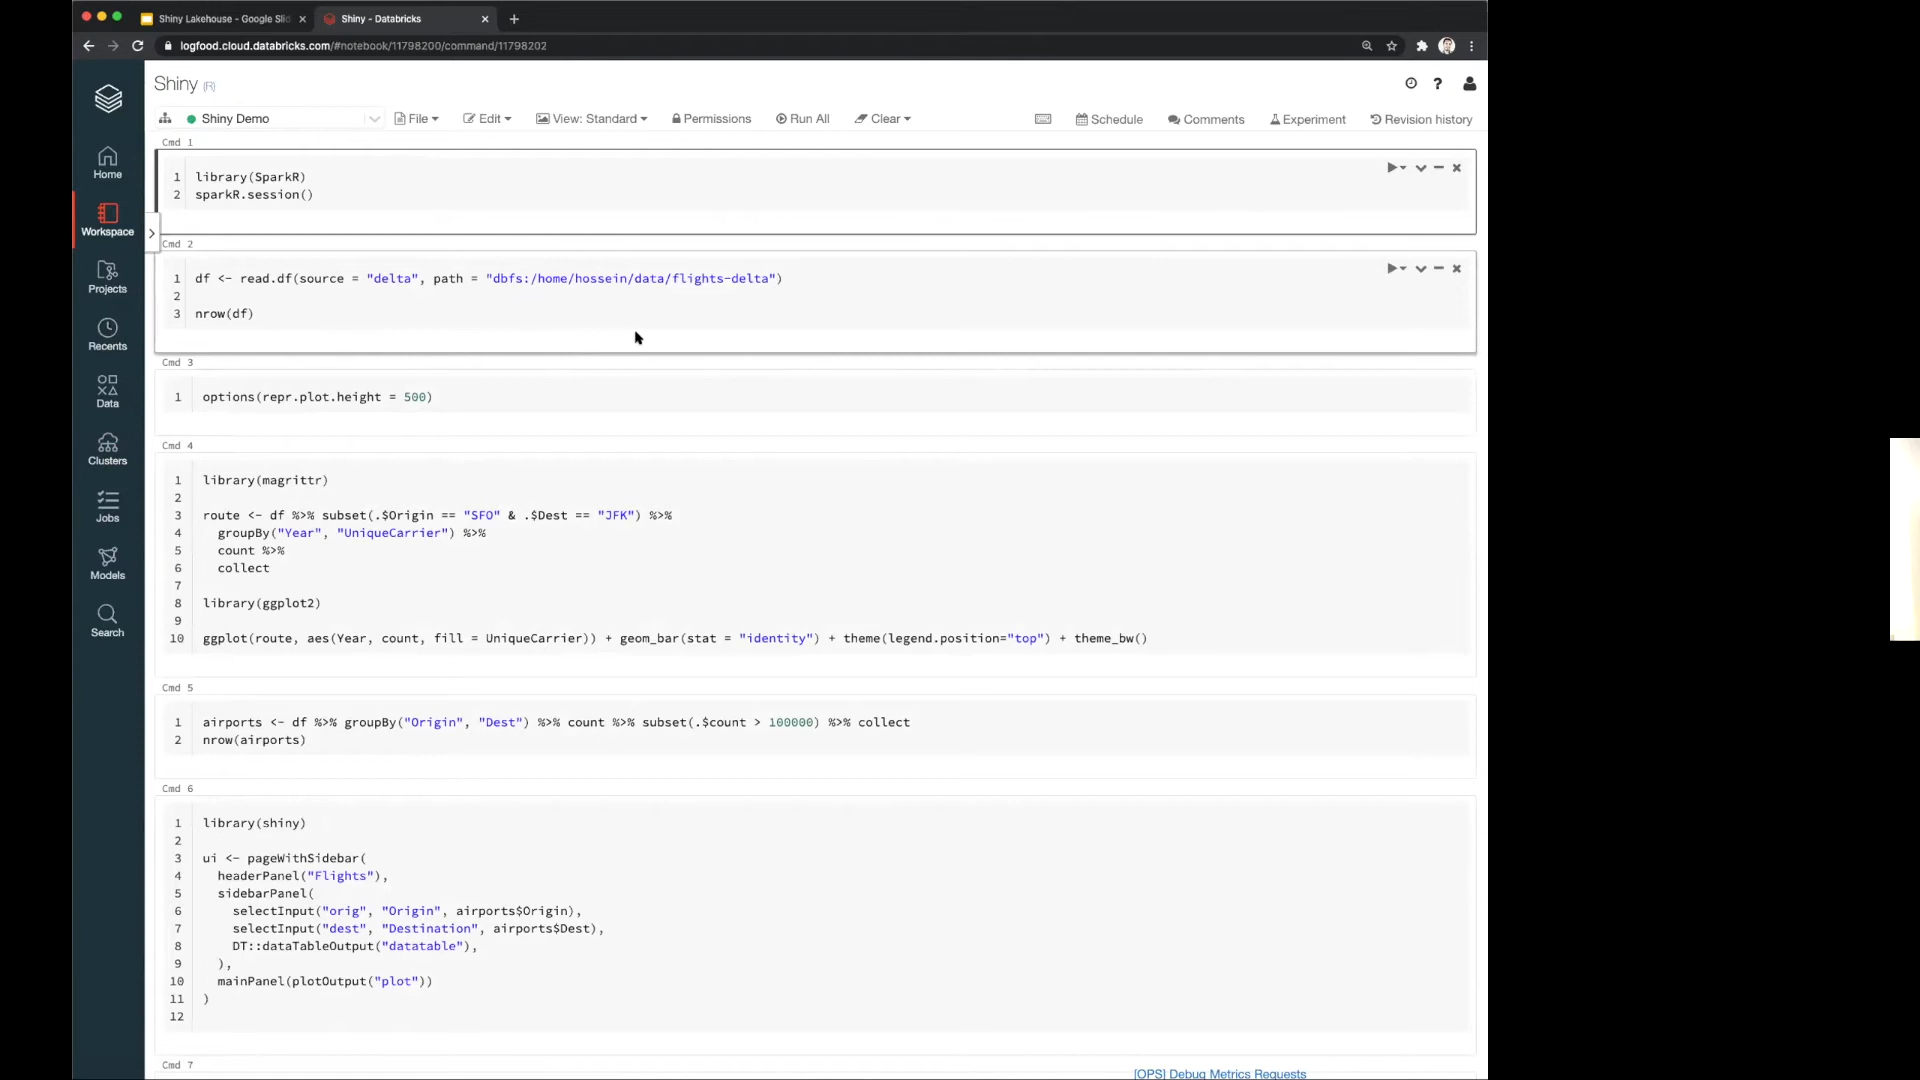 Shiny Lakehouse - Google Slid
Shiny - Databricks
logfood.cloud.databricks.com/#notebook/11798200/command/11798202
Shiny (R)
Shiny Demo
File
Edit
View: Standard
Permissions
Run All
Clear
Schedule
Comments
Experiment
Revision history
Home
Workspace
Projects
Recents
Data
Clusters
Jobs
Models
Search
Cmd 1
1 library(SparkR)
2 sparkR.session()
Cmd 2
1 df <- read.df(source = "delta", path = "dbfs:/home/hossein/data/flights-delta")
2
3 nrow(df)
Cmd 3
1 options(repr.plot.height = 500)
Cmd 4
1 library(magrittr)
2
3 route <- df %>% subset(.$Origin == "SFO" & .$Dest == "JFK") %>%
4 groupBy("Year", "UniqueCarrier") %>%
5 count %>%
6 collect
7
8 library(ggplot2)
9
10 ggplot(route, aes(Year, count, fill = UniqueCarrier)) + geom_bar(stat = "identity") + theme(legend.position="top") + theme_bw()
Cmd 5
1 airports <- df %>% groupBy("Origin", "Dest") %>% count %>% subset(.$count > 100000) %>% collect
2 nrow(airports)
Cmd 6
1 library(shiny)
2
3 ui <- pageWithSidebar(
4 headerPanel("Flights"),
5 sidebarPanel(
6 selectInput("orig", "Origin", airports$Origin),
7 selectInput("dest", "Destination", airports$Dest),
8 DT::dataTableOutput("datatable"),
9 ),
10 mainPanel(plotOutput("plot"))
11 )
12
Cmd 7
[OPS] Debug Metrics Requests